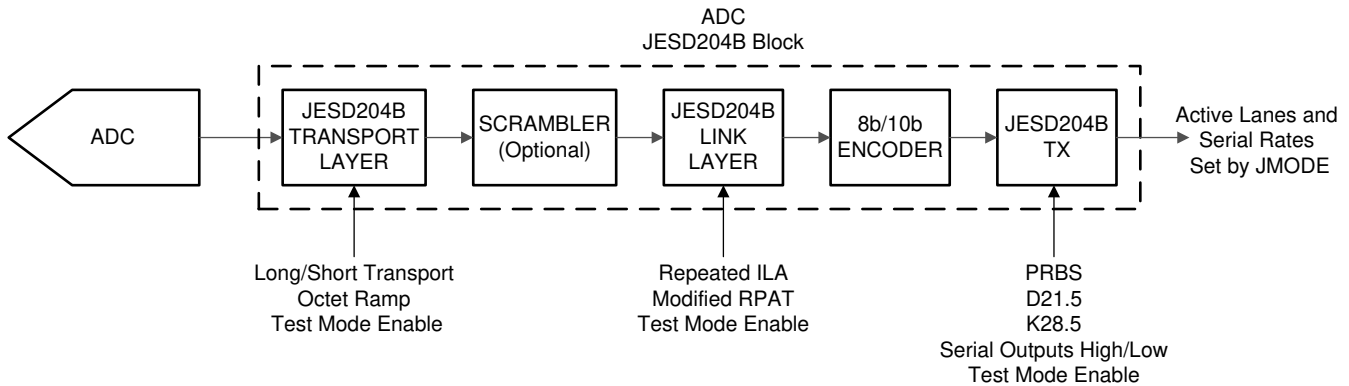 ADC
JESD204B Block
ADC
JESD204B
TRANSPORT
LAYER
SCRAMBLER
(Optional)
JESD204B
LINK
LAYER
8b/10b
ENCODER
JESD204B
TX
Active Lanes and
Serial Rates
Set by JMODE
Long/Short Transport
Octet Ramp
Test Mode Enable
Repeated ILA
Modified RPAT
Test Mode Enable
PRBS
D21.5
K28.5
Serial Outputs High/Low
Test Mode Enable